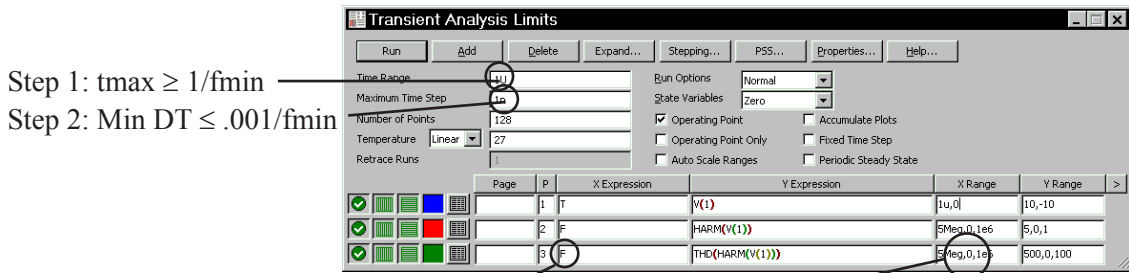 Transient Analysis Limits
Run Add Delete Expand... Stepping... PSS... Properties... Help...
Step 1: tmax ≥ 1/fmin
Time Range 1U Run Options Normal
Step 2: Min DT ≤ .001/fmin
Maximum Time Step 1n State Variables Zero
Number of Points 128 Operating Point Accumulate Plots
Temperature Linear 27 Operating Point Only Fixed Time Step
Retrace Runs 1 Auto Scale Ranges Periodic Steady State
Page P X Expression Y Expression X Range Y Range >
1 T V(1) 1u,0 10,-10
2 F HARM(V(1)) 5Meg,0,1e6 5,0,1
3 F THD(HARM(V(1))) 5Meg,0,1e6 500,0,100